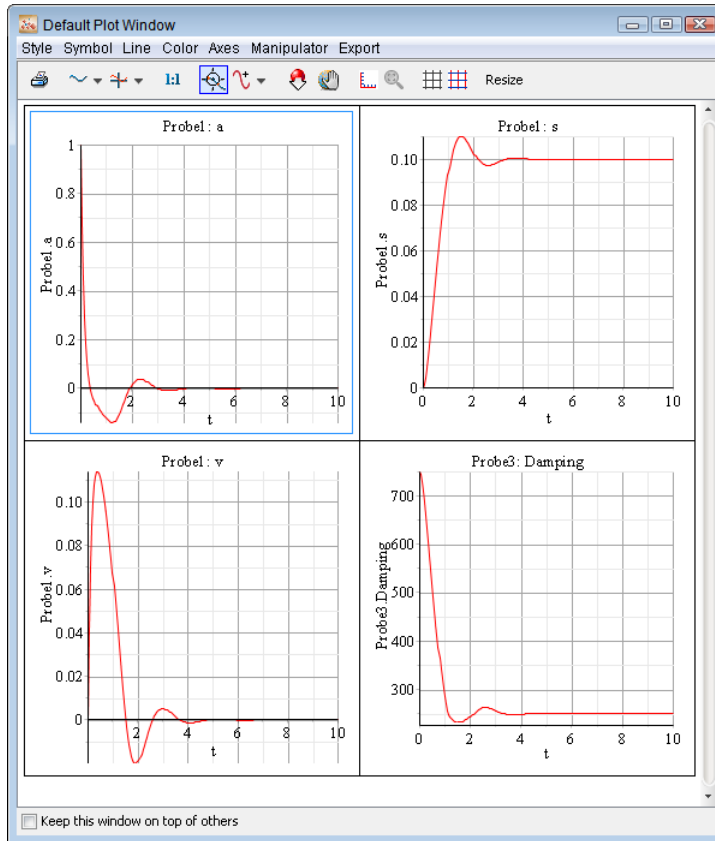 Default Plot Window
Style Symbol Line Color Axes Manipulator Export
1:1 Resize
Probe1: a
Probe1.a
1
0.8
0.6
0.4
0.2
0
2 4 6 8 10
t
Probe1: s
Probe1.s
0.10
0.08
0.06
0.04
0.02
0
0 2 4 6 8 10
t
Probe1: v
Probe1.v
0.10
0.08
0.06
0.04
0.02
0
2 4 6 8 10
t
Probe3: Damping
Probe3.Damping
700
600
500
400
300
0 2 4 6 8 10
t
Keep this window on top of others